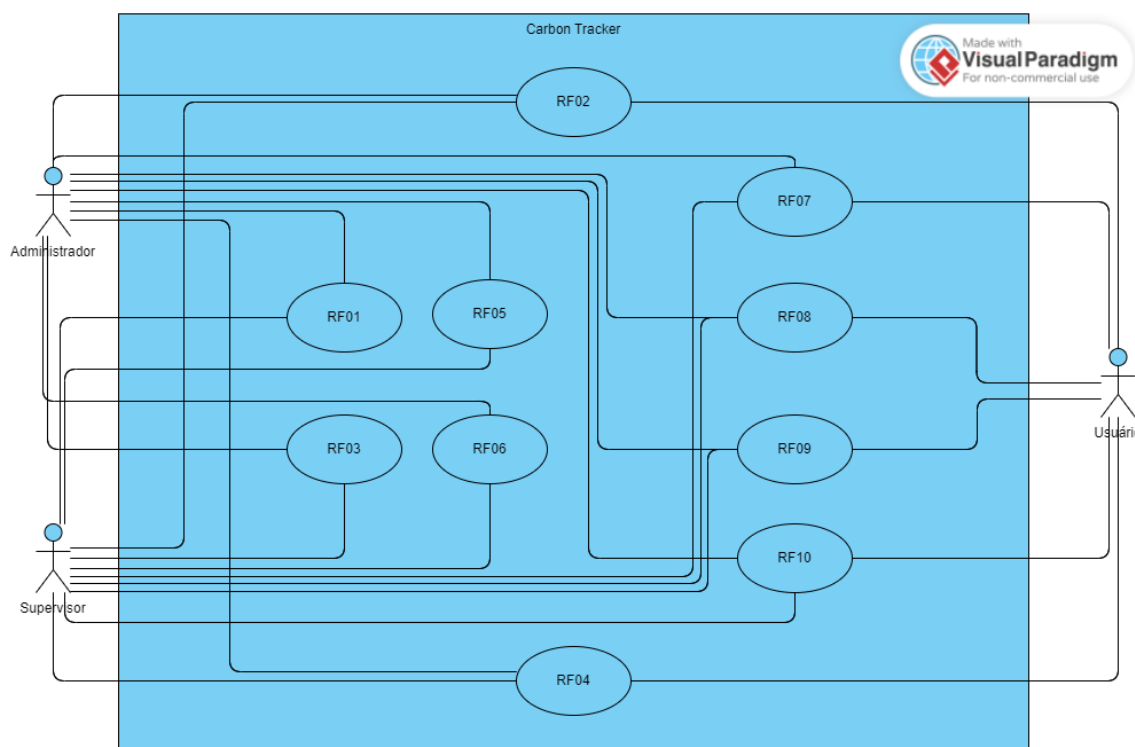 Carbon Tracker
Made with
Visual Paradigm
For non-commercial use
RF02
RF07
Administrador
RF01
RF05
RF08
Usuári
RF03
RF06
RF09
RF10
Supervisor
RF04